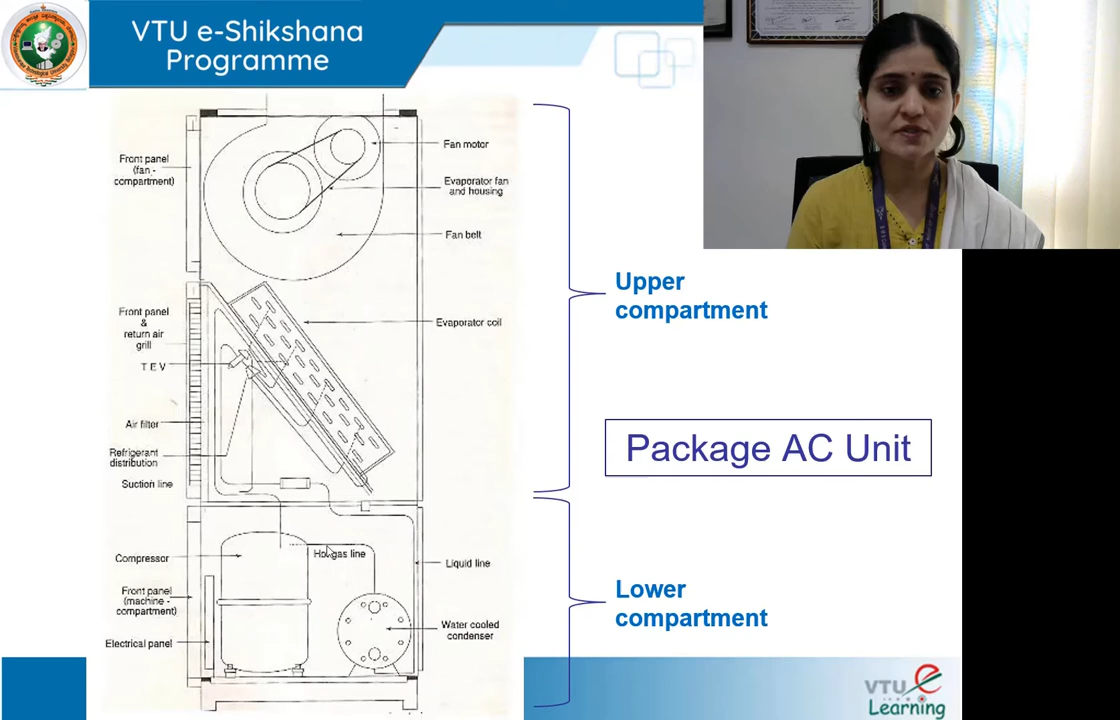 VTU e-Shikshana
Programme
Front panel
(fan -
compartment)
Fan motor
Evaporator fan
and housing
Fan belt
Front panel
&
return air
grill
T E V
Evaporator coil
Air filter
Refrigerant
distribution
Suction line
Compressor
Hot gas line
Liquid line
Front panel
(machine -
compartment)
Electrical panel
Water cooled
condenser
Upper
compartment
Package AC Unit
Lower
compartment
VTU e
Learning